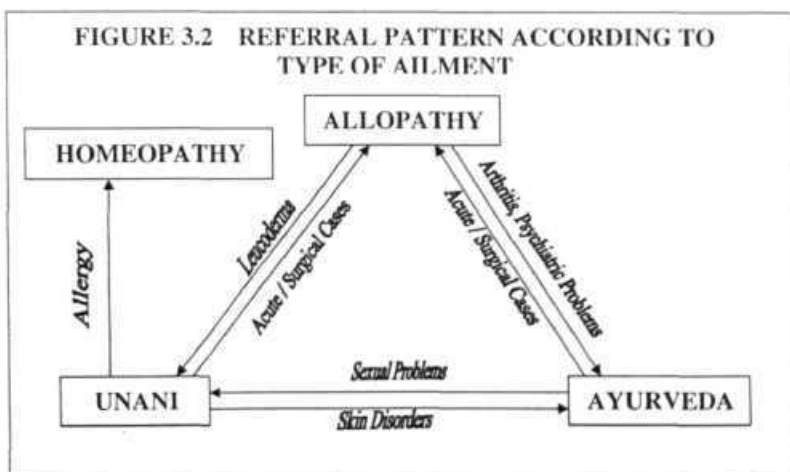 FIGURE 3.2 REFERRAL PATTERN ACCORDING TO
TYPE OF AILMENT
ALLOPATHY
HOMEOPATHY
Leucoderma
Acute / Surgical Cases
Acute / Surgical Cases
Arthritis, Psychiatric Problems
Allergy
Sexual Problems
UNANI
AYURVEDA
Skin Disorders